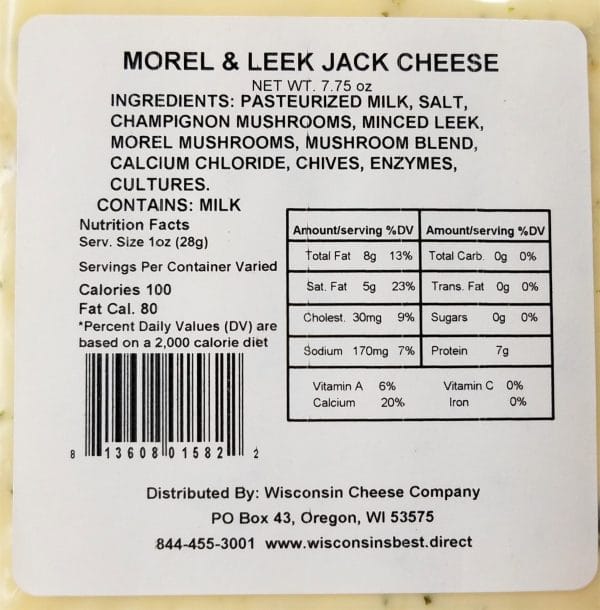 MOREL & LEEK JACK CHEESE
NET WT. 7.75 oz
INGREDIENTS: PASTEURIZED MILK, SALT,
CHAMPIGNON MUSHROOMS, MINCED LEEK,
MOREL MUSHROOMS, MUSHROOM BLEND,
CALCIUM CHLORIDE, CHIVES, ENZYMES,
CULTURES.
CONTAINS: MILK
Nutrition Facts
Serv. Size 1oz (28g)
Servings Per Container Varied
Calories 100
Fat Cal. 80
*Percent Daily Values (DV) are
based on a 2,000 calorie diet
Amount/serving %DV Amount/serving %DV
Total Fat 8g 13% Total Carb. 0g 0%
Sat. Fat 5g 23% Trans. Fat 0g 0%
Cholest. 30mg 9% Sugars 0g 0%
Sodium 170mg 7% Protein 7g
Vitamin A 6% Vitamin C 0%
Calcium 20% Iron 0%
8 13608 01582 2
Distributed By: Wisconsin Cheese Company
PO Box 43, Oregon, WI 53575
844-455-3001 www.wisconsinsbest.direct